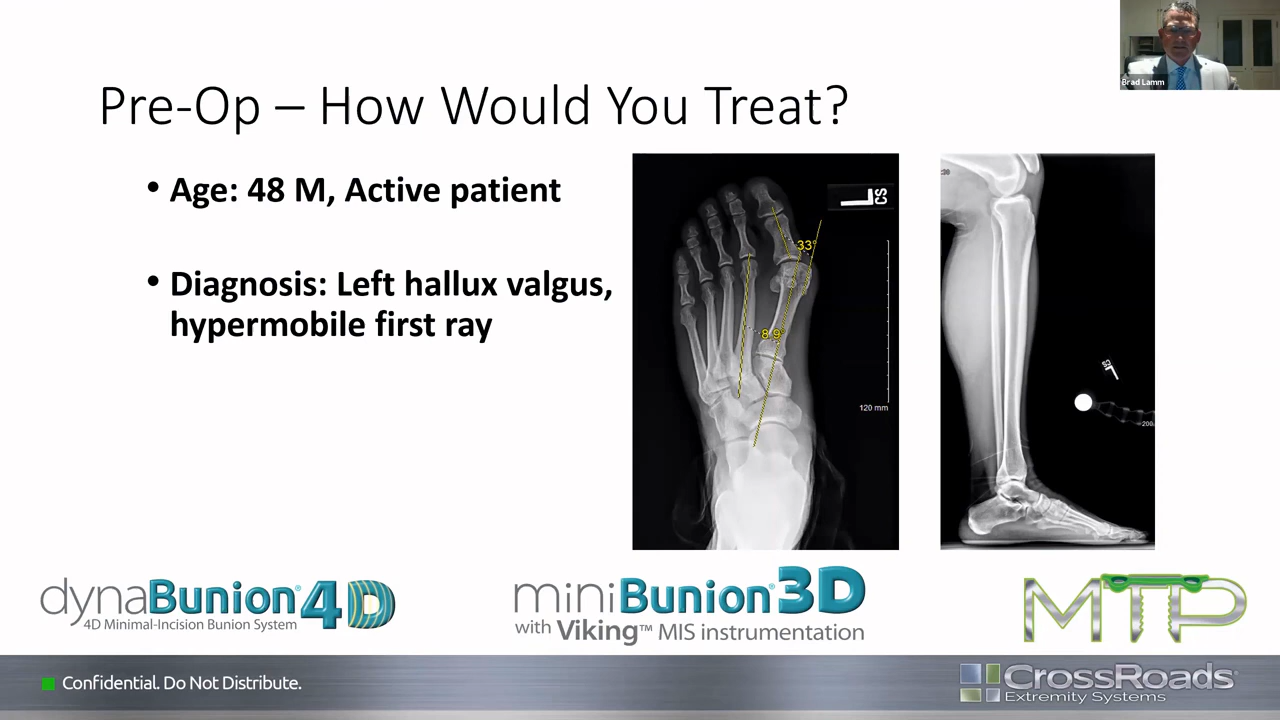 Brad Lamm
Pre-Op – How Would You Treat?
• Age: 48 M, Active patient
• Diagnosis: Left hallux valgus,
hypermobile first ray
L
CS
33°
8.9°
120 mm
dynaBunion® 4D
4D Minimal-Incision Bunion System
miniBunion® 3D
with Viking™ MIS instrumentation
MTP
Confidential. Do Not Distribute.
CrossRoads®
Extremity Systems